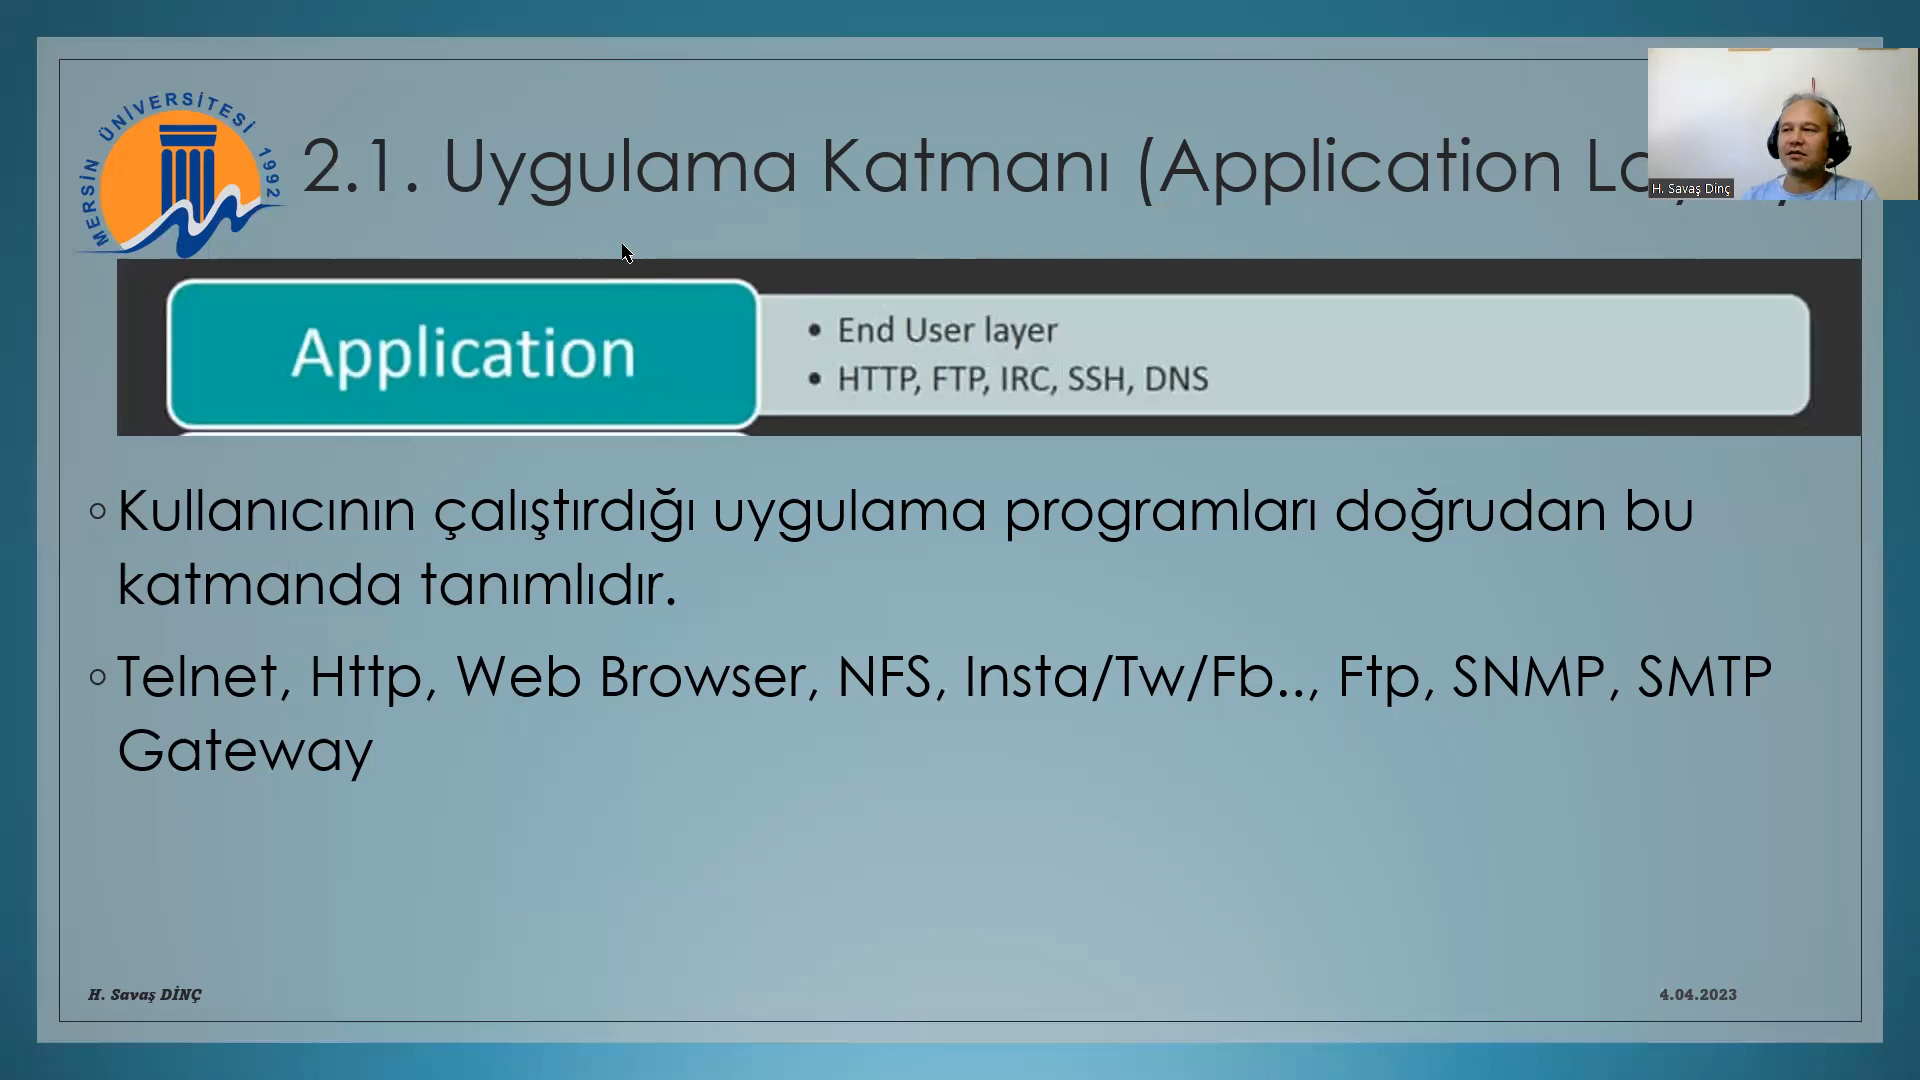 MERSİN ÜNİVERSİTESİ 1992
2.1. Uygulama Katmanı (Application
H. Savaş Dinç
Application
• End User layer
• HTTP, FTP, IRC, SSH, DNS
◦ Kullanıcının çalıştırdığı uygulama programları doğrudan bu
katmanda tanımlıdır.
◦ Telnet, Http, Web Browser, NFS, Insta/Tw/Fb.., Ftp, SNMP, SMTP
Gateway
H. Savaş DİNÇ
4.04.2023